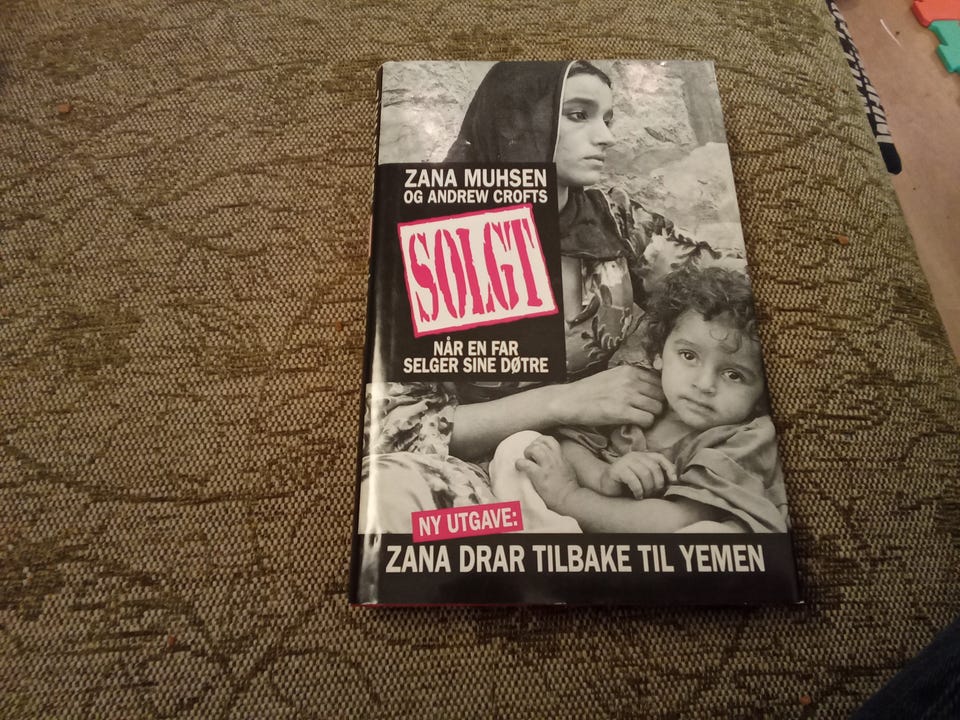 ZANA MUHSEN
OG ANDREW CROFTS
SOLGT
NÅR EN FAR
SELGER SINE DØTRE
NY UTGAVE:
ZANA DRAR TILBAKE TIL YEMEN